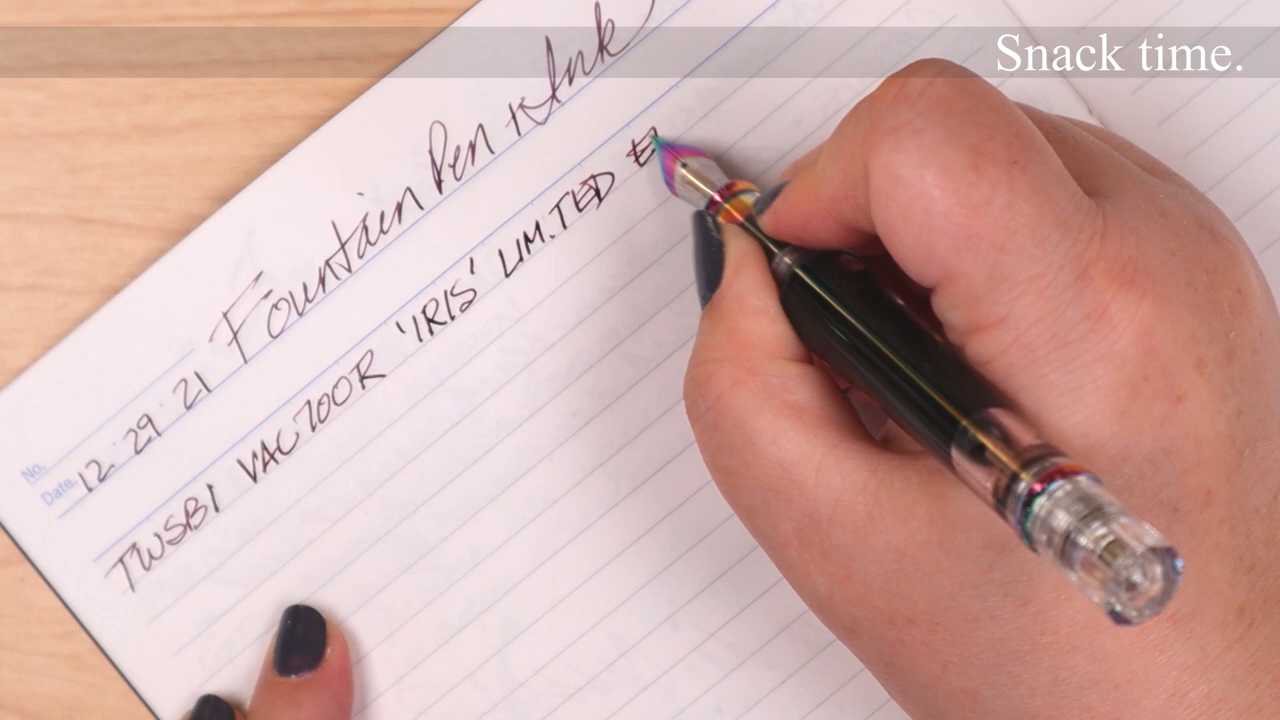 Snack time.
Fountain Pen & Ink
No.
Date. 12 29 21
TWSBI VAC700R 'IRIS' LIMITED E